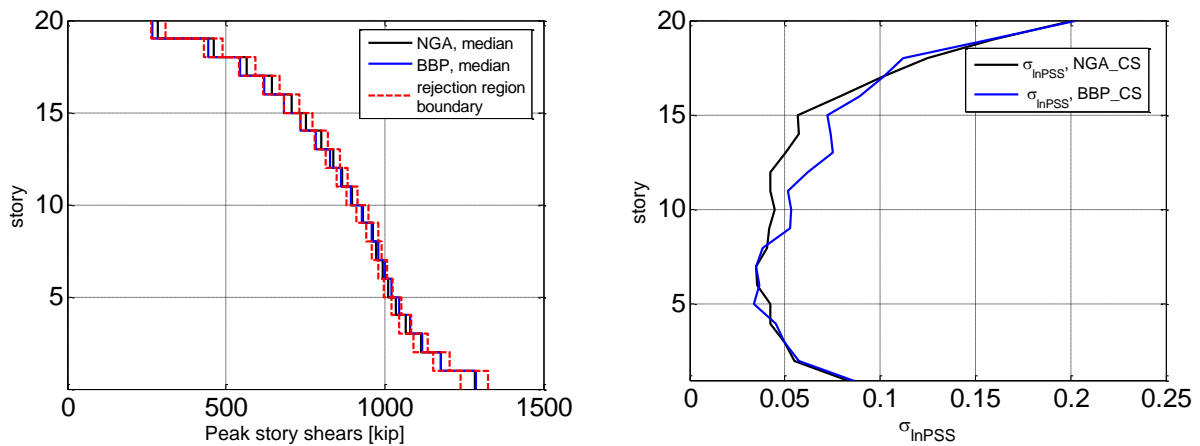 20
15
10
5
0
story
0
500
1000
1500
Peak story shears [kip]
NGA, median
BBP, median
rejection region
boundary
20
15
10
5
story
0
0.05
0.1
0.15
0.2
0.25
σlnPSS
σlnPSS, NGA_CS
σlnPSS, BBP_CS